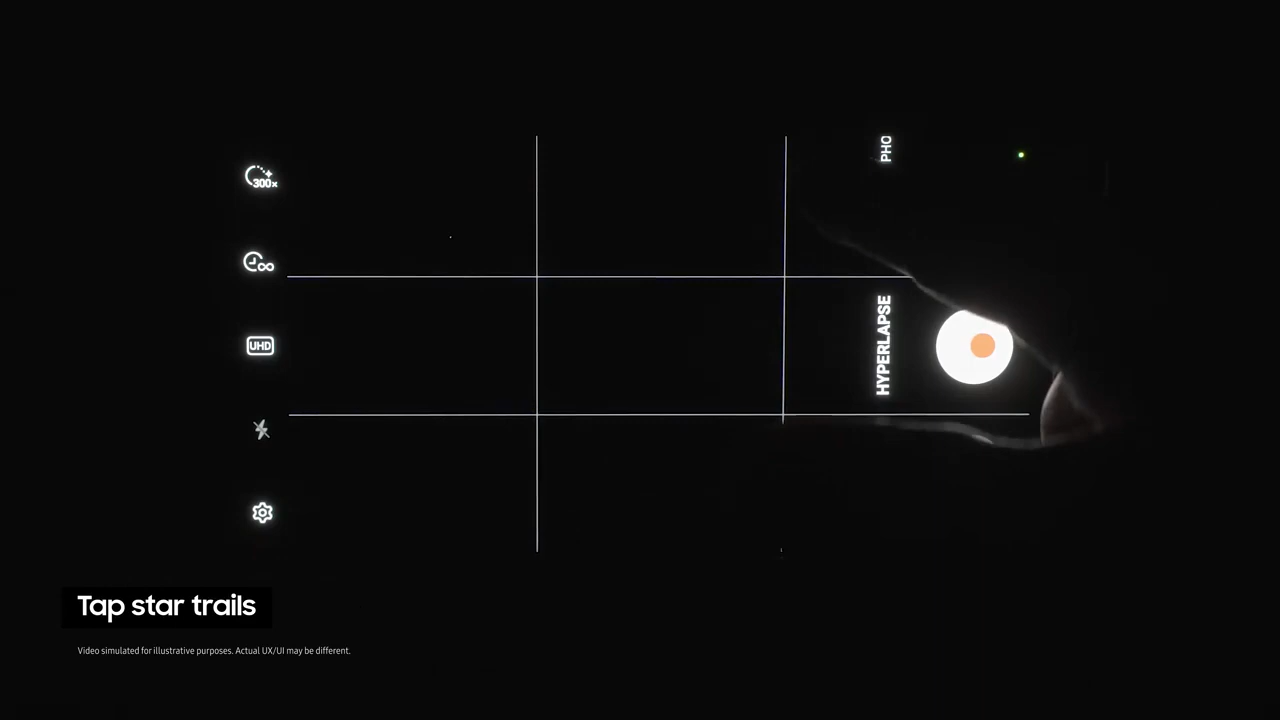 300x
PHO
UHD
HYPERLAPSE
Tap star trails
Video simulated for illustrative purposes. Actual UX/UI may be different.